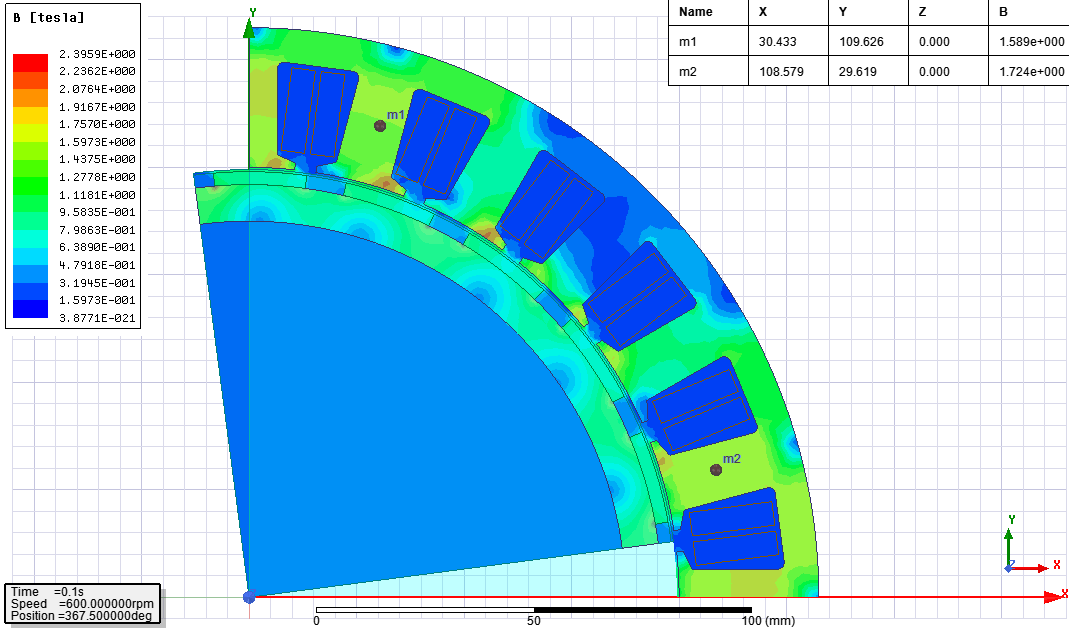 B [tesla]
2.3959E+000
2.2362E+000
2.0764E+000
1.9167E+000
1.7570E+000
1.5973E+000
1.4375E+000
1.2778E+000
1.1181E+000
9.5835E-001
7.9863E-001
6.3890E-001
4.7918E-001
3.1945E-001
1.5973E-001
3.8771E-021
Y
Name X Y Z B
m1 30.433 109.626 0.000 1.589e+000
m2 108.579 29.619 0.000 1.724e+000
m1
m2
Y
Z X
X
Time =0.1s
Speed =600.000000rpm
Position =367.500000deg
0 50 100 (mm)